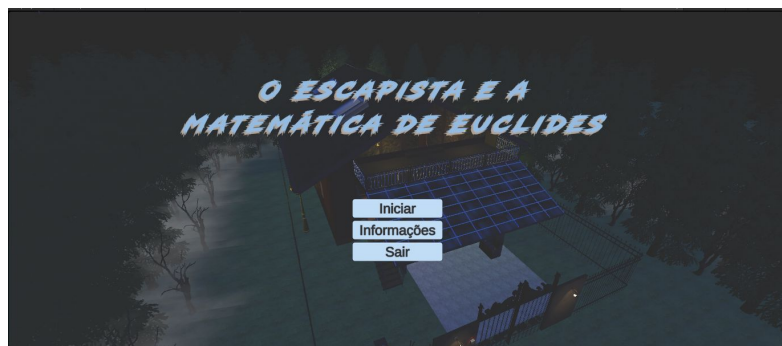 O ESCAPISTA E A
MATEMÁTICA DE EUCLIDES
Iniciar
Informações
Sair